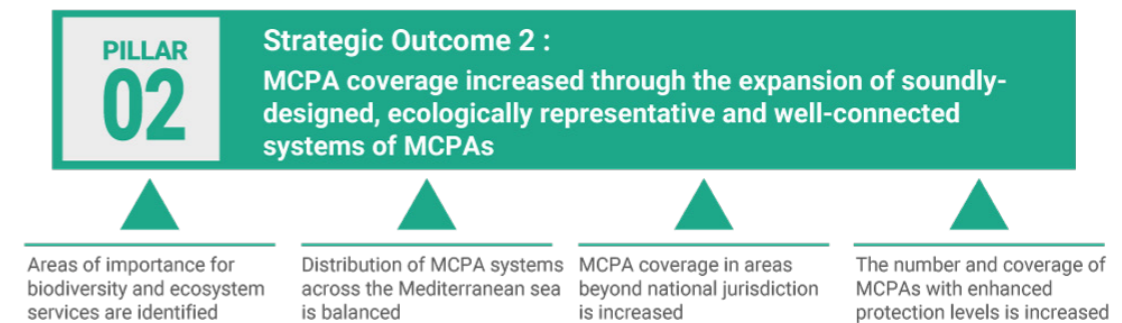 PILLAR
02
Strategic Outcome 2 :
MCPA coverage increased through the expansion of soundly-
designed, ecologically representative and well-connected
systems of MCPAs
Areas of importance for
biodiversity and ecosystem
services are identified
Distribution of MCPA systems
across the Mediterranean sea
is balanced
MCPA coverage in areas
beyond national jurisdiction
is increased
The number and coverage of
MCPAs with enhanced
protection levels is increased